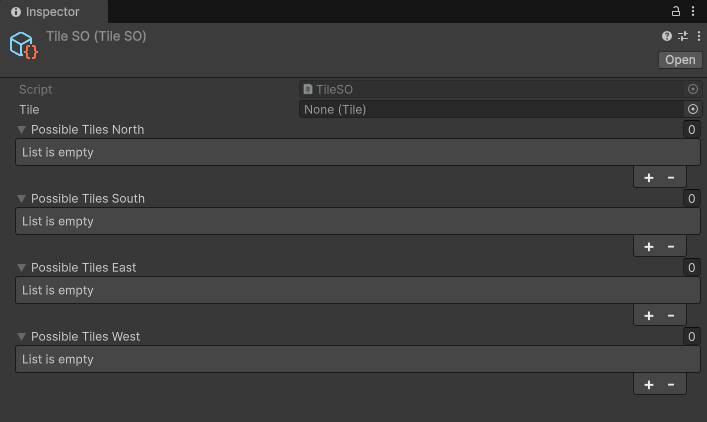 Inspector
Tile SO (Tile SO)
Open
Script TileSO
Tile None (Tile)
Possible Tiles North 0
List is empty
+ -
Possible Tiles South 0
List is empty
+ -
Possible Tiles East 0
List is empty
+ -
Possible Tiles West 0
List is empty
+ -